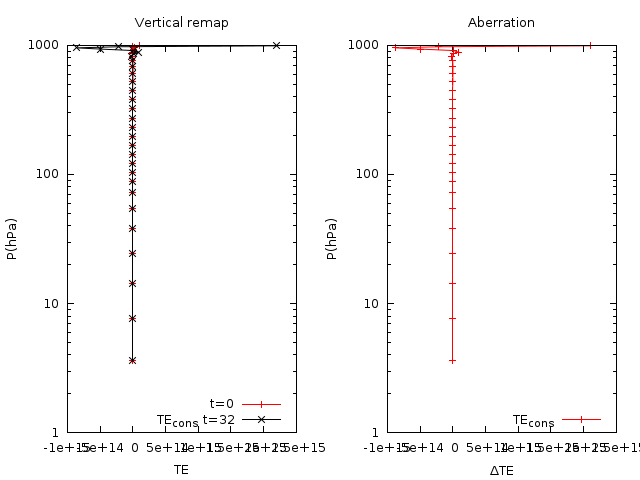 Vertical remap
1000
100
10
1
P(hPa)
t=0
TEcons t=32
-1e+15 -5e+14 0 5e+14 1e+15 1.5e+15 2e+15 2.5e+15
TE
Aberration
1000
100
10
1
P(hPa)
TEcons
-1e+15 -5e+14 0 5e+14 1e+15 1.5e+15 2e+15 2.5e+15
ΔTE